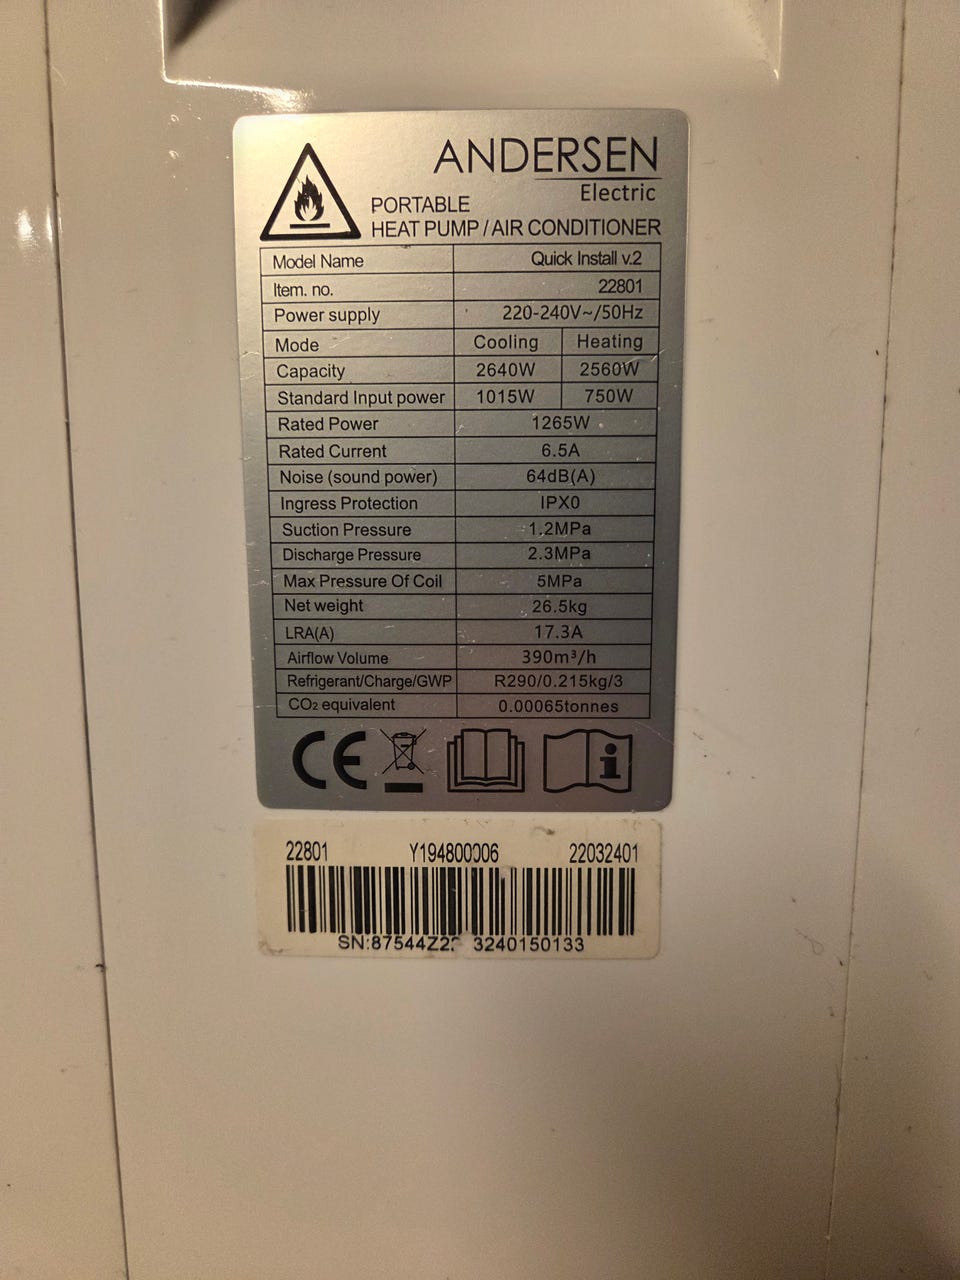 ANDERSEN
Electric
PORTABLE
HEAT PUMP / AIR CONDITIONER
Model Name Quick Install v.2
Item. no. 22801
Power supply 220-240V~/50Hz
Mode Cooling Heating
Capacity 2640W 2560W
Standard Input power 1015W 750W
Rated Power 1265W
Rated Current 6.5A
Noise (sound power) 64dB(A)
Ingress Protection IPX0
Suction Pressure 1.2MPa
Discharge Pressure 2.3MPa
Max Pressure Of Coil 5MPa
Net weight 26.5kg
LRA(A) 17.3A
Airflow Volume 390m³/h
Refrigerant/Charge/GWP R290/0.215kg/3
CO₂ equivalent 0.00065tonnes
CE
22801 Y194800006 22032401
SN: 3240150133